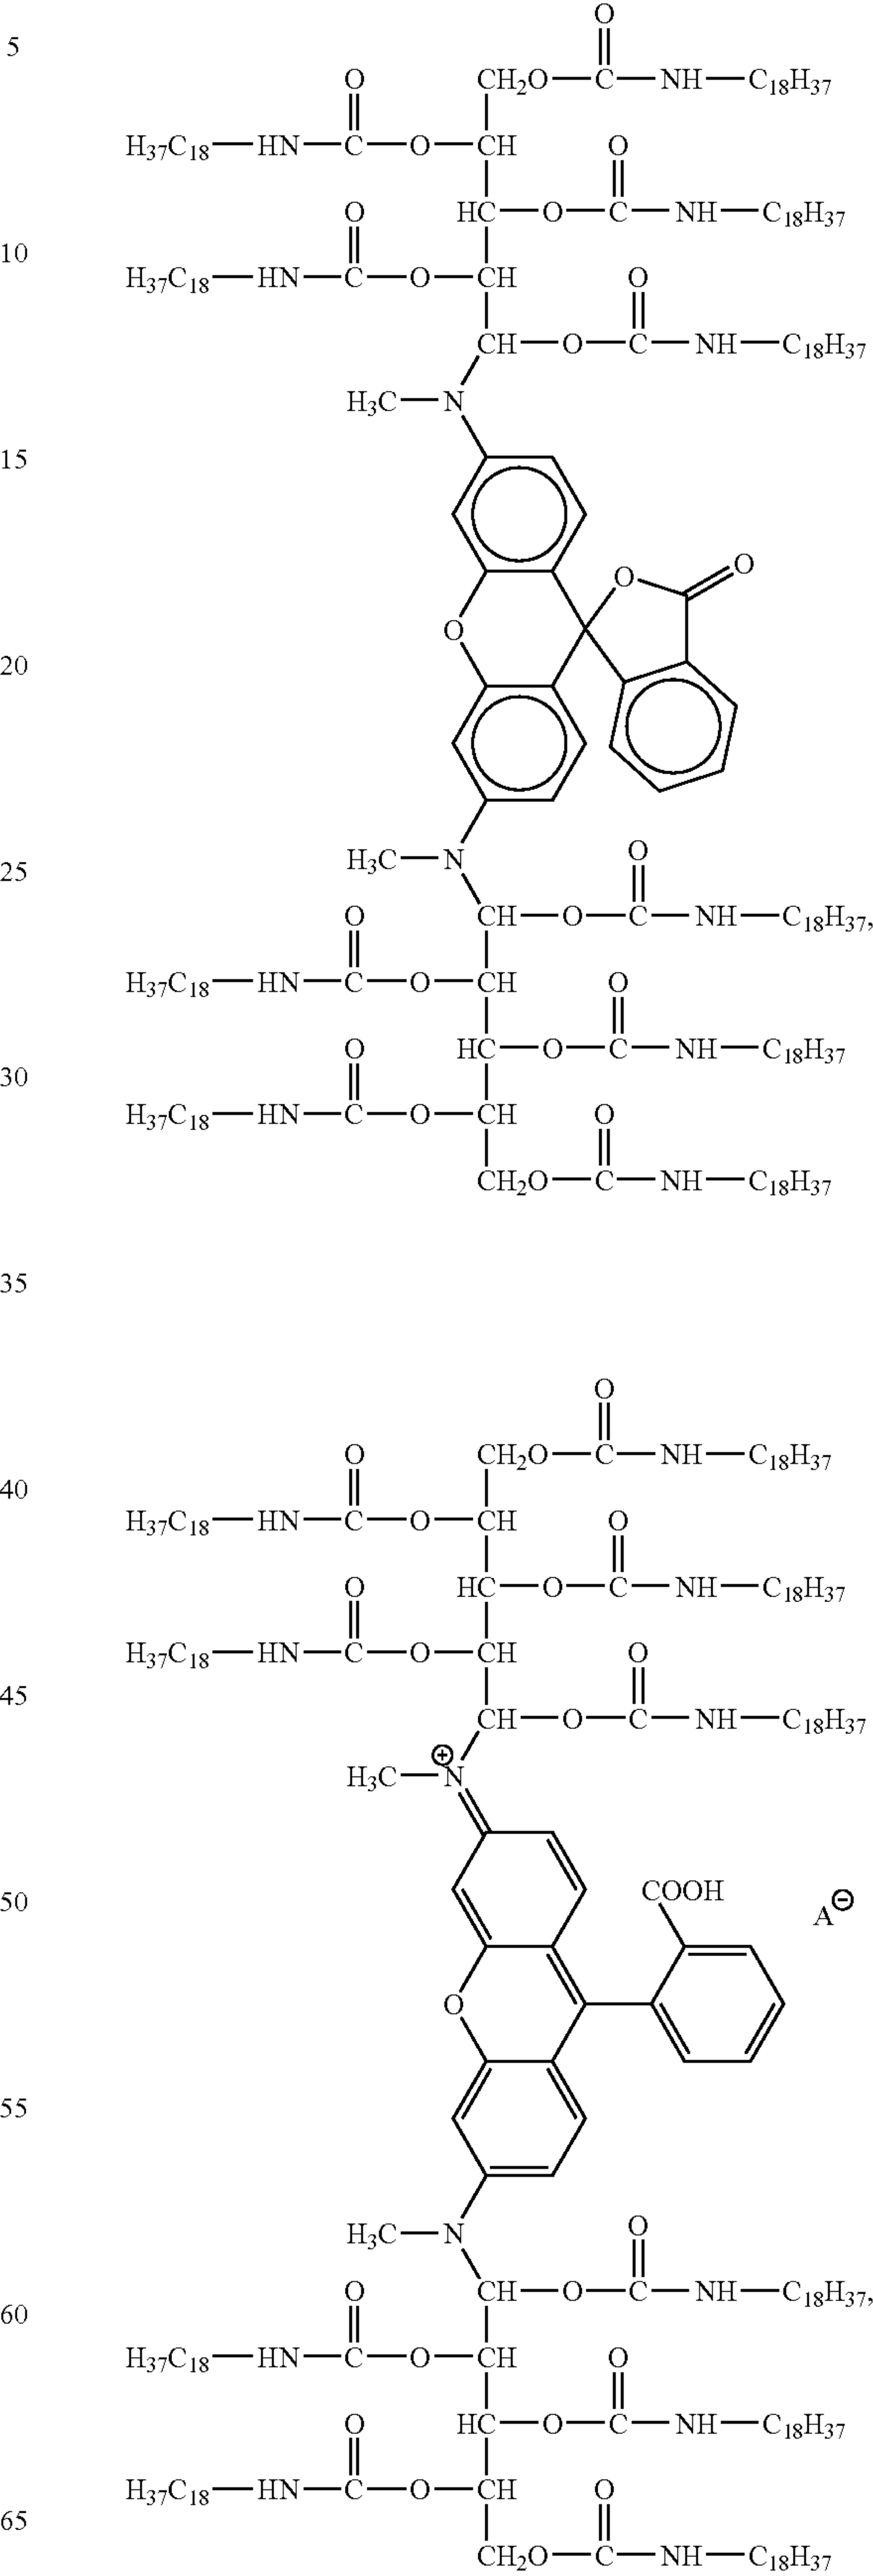 O
5
O CH2O C NH C18H37
H37C18 HN C O CH O
O HC O C NH C18H37
10
H37C18 HN C O CH O
CH O C NH C18H37
H3C N
15
O O
O
20
H3C N O
25
O CH O C NH C18H37,
H37C18 HN C O CH O
O HC O C NH C18H37
30
H37C18 HN C O CH O
CH2O C NH C18H37
35
O
O CH2O C NH C18H37
40
H37C18 HN C O CH O
O HC O C NH C18H37
H37C18 HN C O CH O
45
CH O C NH C18H37
⊕
H3C N
COOH
50
A⊖
O
55
H3C N O
O CH O C NH C18H37,
60
H37C18 HN C O CH O
O HC O C NH C18H37
H37C18 HN C O CH O
65
CH2O C NH C18H37